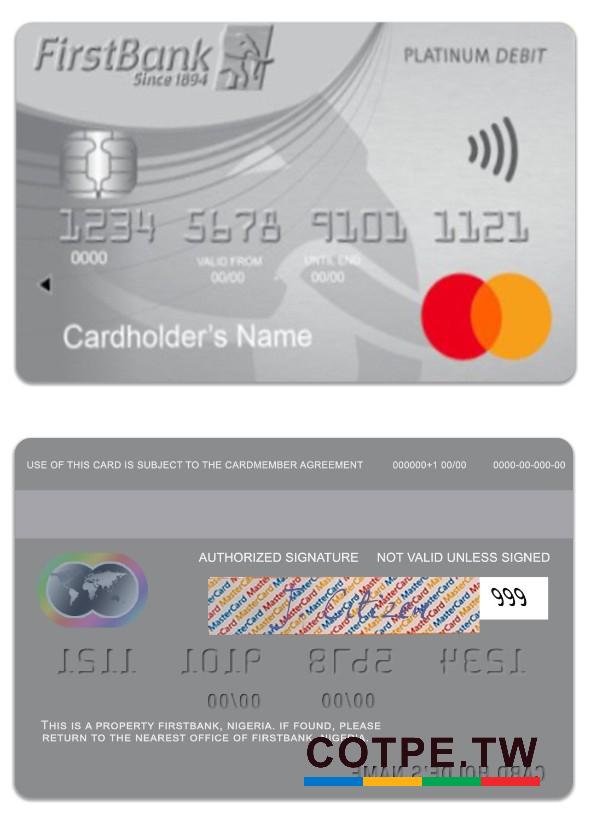 FirstBank
Since 1894
PLATINUM DEBIT
1234 5678 9101 1121
0000
VALID FROM
UNTIL END
00/00
00/00
Cardholder's Name
USE OF THIS CARD IS SUBJECT TO THE CARDMEMBER AGREEMENT 000000+1 00/00 0000-00-000-00
AUTHORIZED SIGNATURE NOT VALID UNLESS SIGNED
MasterCard
999
1234 5678 9101 1121
00/00 00/00
THIS IS A PROPERTY FIRSTBANK, NIGERIA. IF FOUND, PLEASE
RETURN TO THE NEAREST OFFICE OF FIRSTBANK, NIGERIA.
COTPE.TW
CARD HOLDE.S NAME